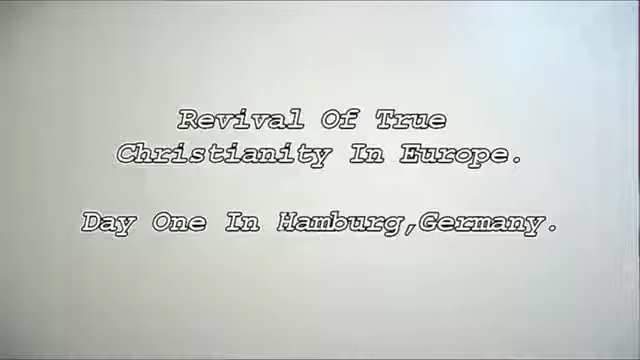 Revival Of True
Christianity In Europe.
Day One In Hamburg,Germany.